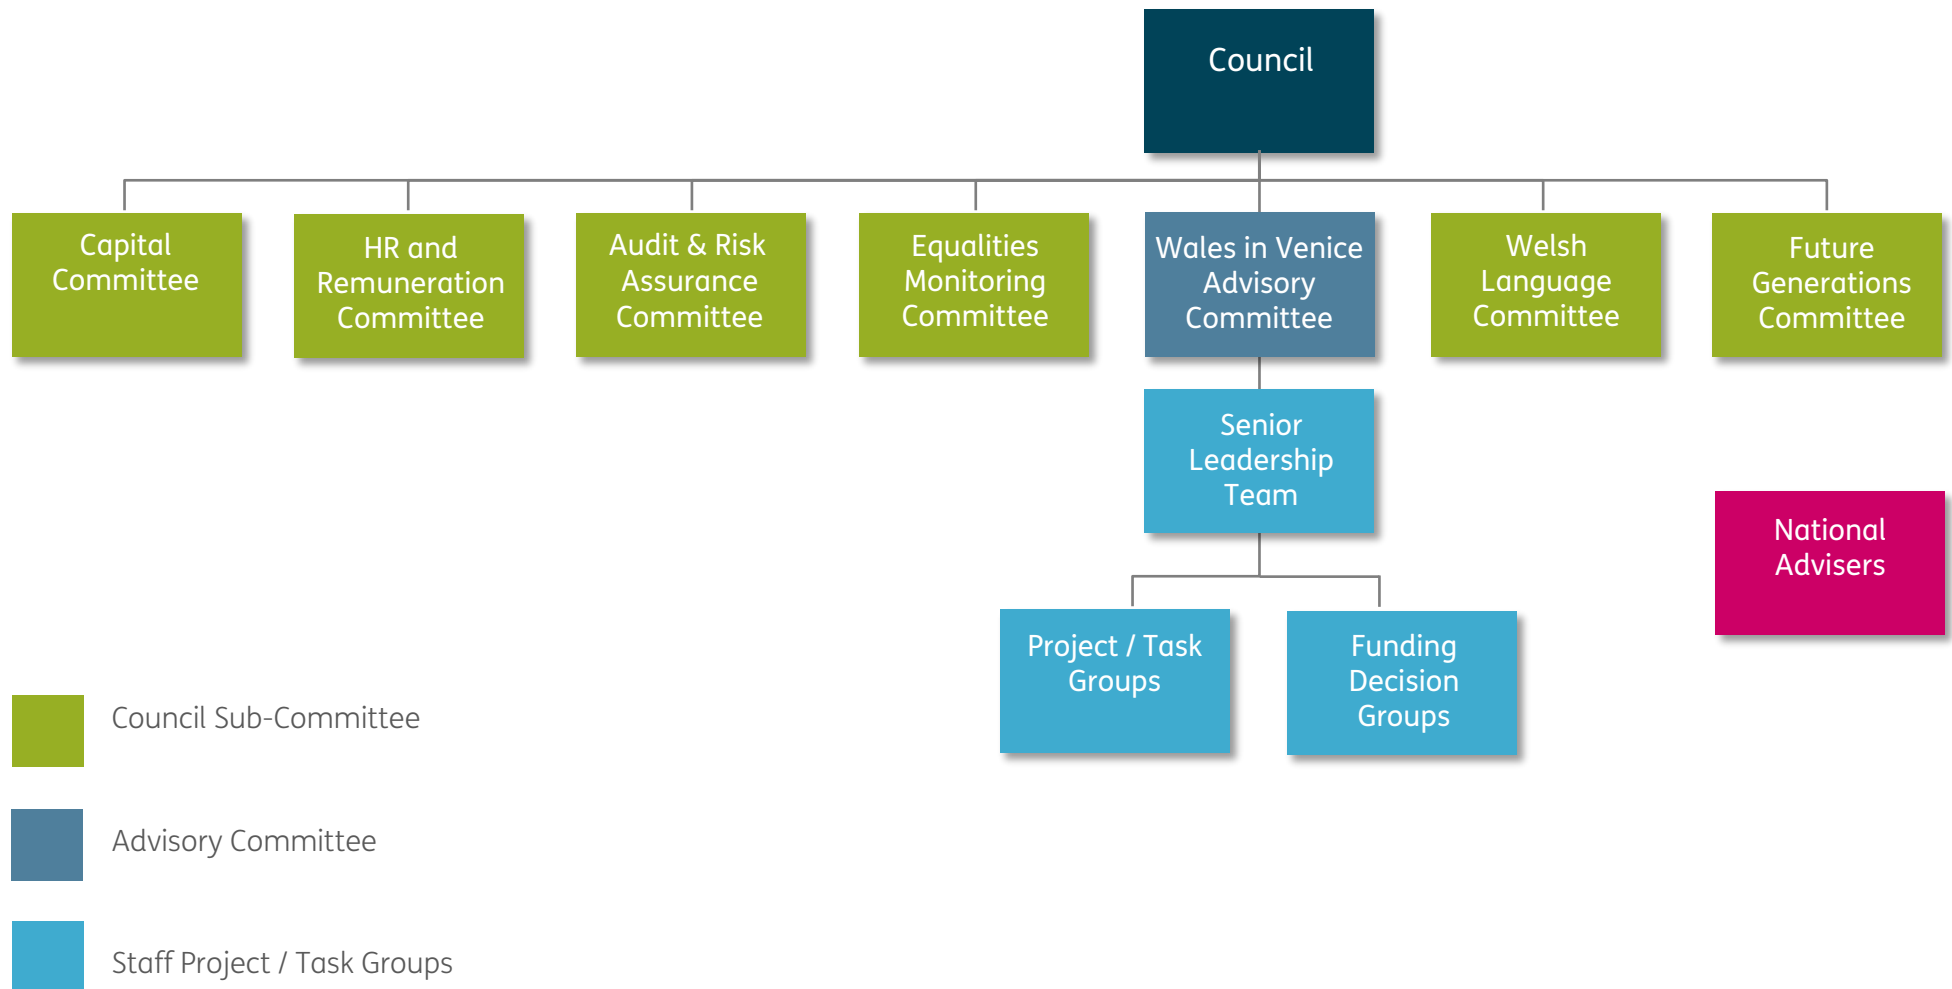 Council
Capital
Committee
HR and
Remuneration
Committee
Audit & Risk
Assurance
Committee
Equalities
Monitoring
Committee
Wales in Venice
Advisory
Committee
Welsh
Language
Committee
Future
Generations
Committee
Senior
Leadership
Team
National
Advisers
Project / Task
Groups
Funding
Decision
Groups
Council Sub-Committee
Advisory Committee
Staff Project / Task Groups